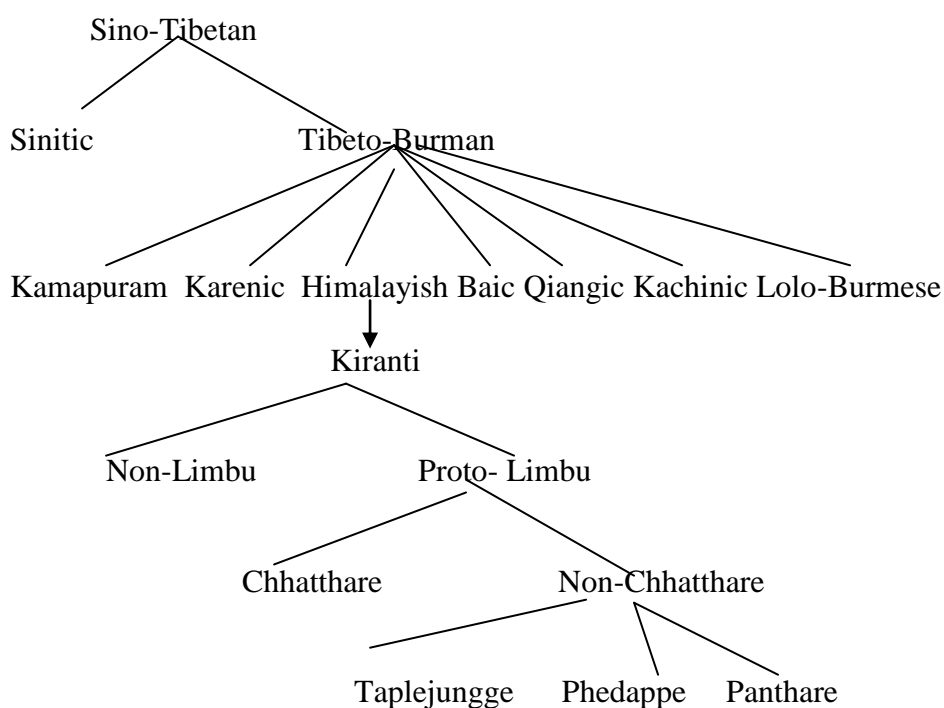 Sino-Tibetan
Sinitic Tibeto-Burman
Kamapuram Karenic Himalayish Baic Qiangic Kachinic Lolo-Burmese
Kiranti
Non-Limbu Proto- Limbu
Chhatthare Non-Chhatthare
Taplejungge Phedappe Panthare